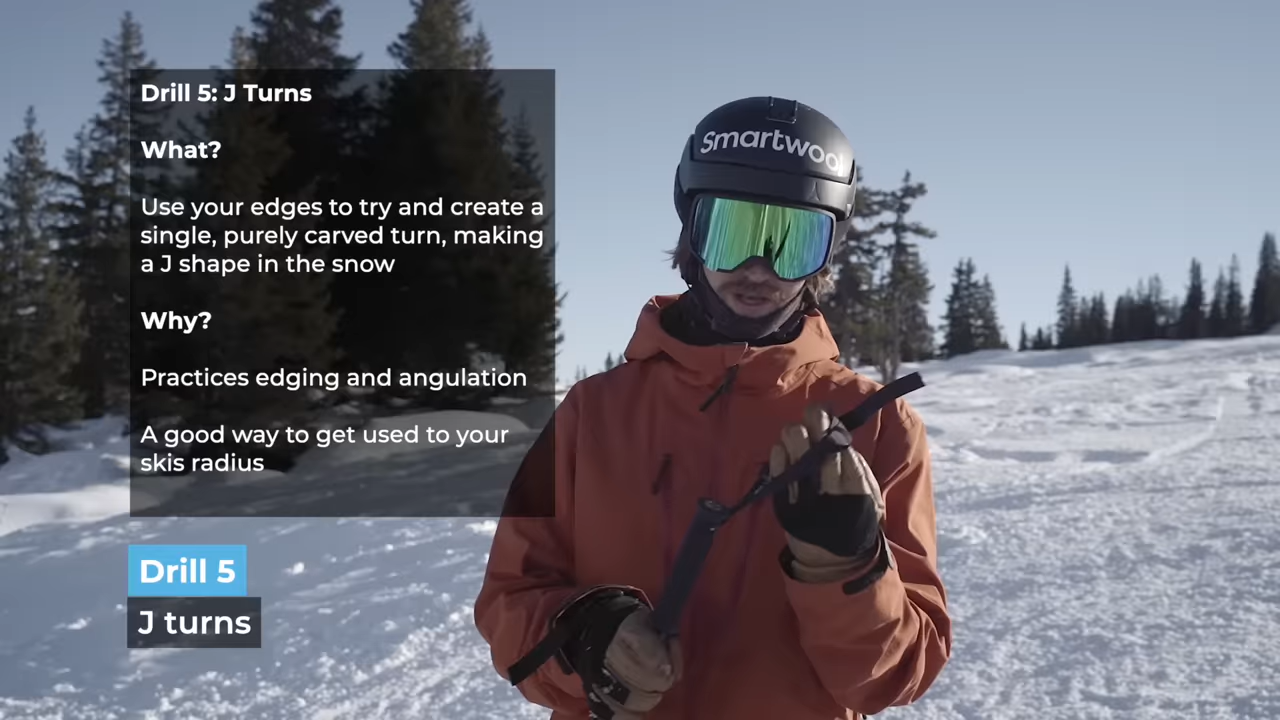 Drill 5: J Turns
What?
Use your edges to try and create a
single, purely carved turn, making
a J shape in the snow
Why?
Practices edging and angulation
A good way to get used to your
skis radius
Drill 5
J turns
Smartwool